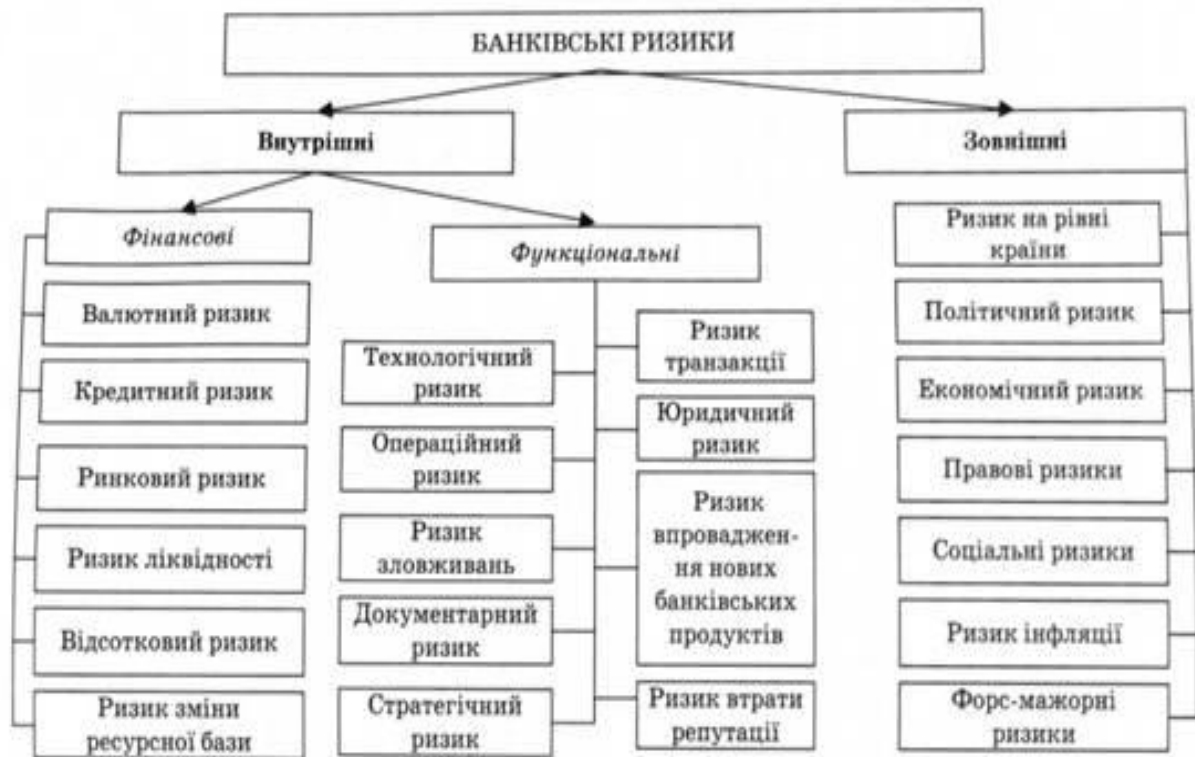 БАНКІВСЬКІ РИЗИКИ
Внутрішні
Зовнішні
Фінансові
Валютний ризик
Кредитний ризик
Ринковий ризик
Ризик ліквідності
Відсотковий ризик
Ризик зміни
ресурсної бази
Функціональні
Технологічний
ризик
Операційний
ризик
Ризик
зловживань
Документарний
ризик
Стратегічний
ризик
Ризик
транзакції
Юридичний
ризик
Ризик
впроваджен-
ня нових
банківських
продуктів
Ризик втрати
репутації
Ризик на рівні
країни
Політичний ризик
Економічний ризик
Правові ризики
Соціальні ризики
Ризик інфляції
Форс-мажорні
ризики